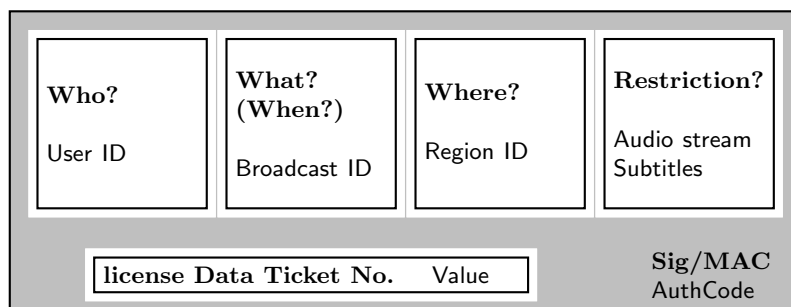 Who?
User ID
What?
(When?)
Broadcast ID
Where?
Region ID
Restriction?
Audio stream
Subtitles
license Data Ticket No. Value
Sig/MAC
AuthCode